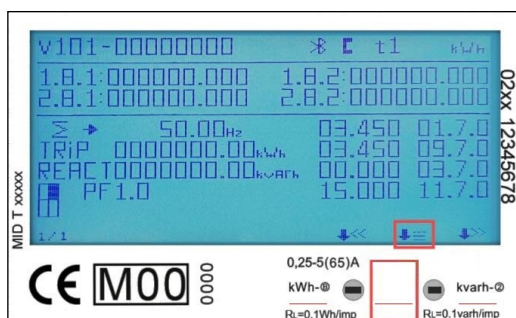 v101-00000000 C t1 kWh
1.8.1:000000.000 1.8.2:000000.000
2.8.1:000000.000 2.8.2:000000.000
Σ 50.00Hz 03.450 01.7.0
TRiP 0000000.00kWh 03.450 09.7.0
REACT0000000.00kvArh 00.000 03.7.0
PF1.0 15.000 11.7.0
1/1
02xx 12345678
MID T xxxxx
CE M00 0000
0,25-5(65)A
kWh-① kvarh-②
RL=0.1Wh/imp RL=0.1varh/imp